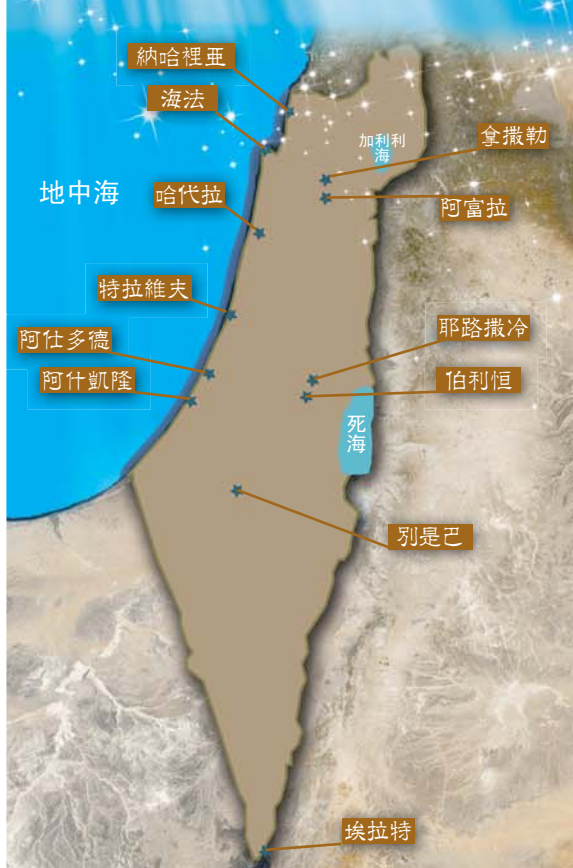 納哈裡亞
海法
加利利
海
拿撒勒
地中海
哈代拉
阿富拉
特拉維夫
阿仕多德
耶路撒冷
阿什凱隆
伯利恒
死
海
別是巴
埃拉特